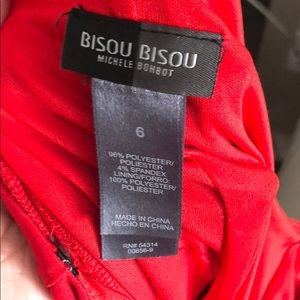 BISOU BISOU
MICHELE BOHBOT
6
96% POLYESTER/
POLIESTER
4% SPANDEX
LINING/FORRO:
100% POLYESTER/
POLIESTER
MADE IN CHINA
HECHO EN CHINA
RN# 54314
00656-9